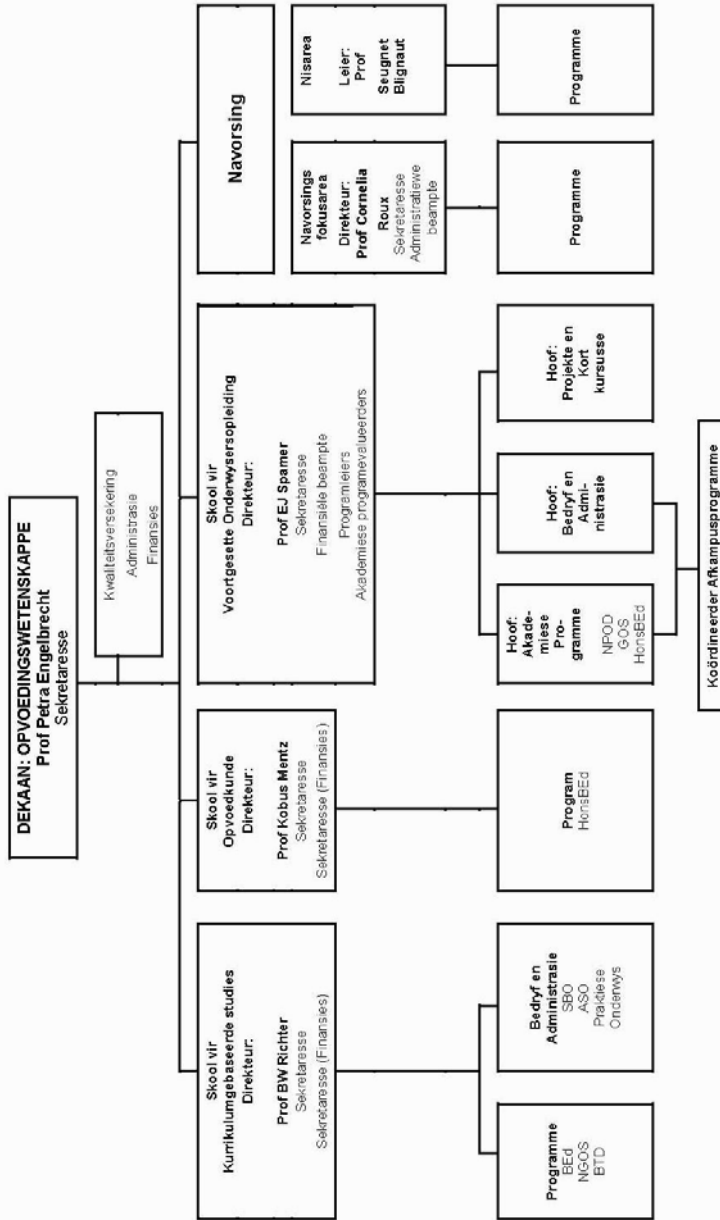 DEKAAN: OPVOEDINGSWETENSKAPPE
Prof Petra Engelbrecht
Sekretaresse
Kwaliteitsversekering
Administrasie
Finansies
Skool vir
Kurrikulumgebaseerde studies
Direkteur:
Prof BW Richter
Sekretaresse
Sekretaresse (Finansies)
Skool vir
Opvoedkunde
Direkteur:
Prof Kobus Mentz
Sekretaresse
Sekretaresse (Finansies)
Skool vir
Voortgesette Onderwysersopleiding
Direkteur:
Prof EJ Spamer
Sekretaresse
Finansiële beampte
Programleiers
Akademiese programevalueerders
Navorsing
Navorsings
fokusarea
Direkteur:
Prof Cornelia
Roux
Sekretaresse
Administratiewe
beampte
Nisarea
Leier:
Prof
Seugnet
Blignaut
Programme
BEd
NGOS
BTD
Bedryf en
Administrasie
SBO
ASO
Praktiese
Onderwys
Program
HonsBEd
Hoof:
Akade-
miese
Pro-
gramme
NPOD
GOS
HonsBEd
Hoof:
Bedryf en
Admi-
nistrasie
Hoof:
Projekte en
Kort
kursusse
Programme
Programme
Koördineerder Afkampusprogramme